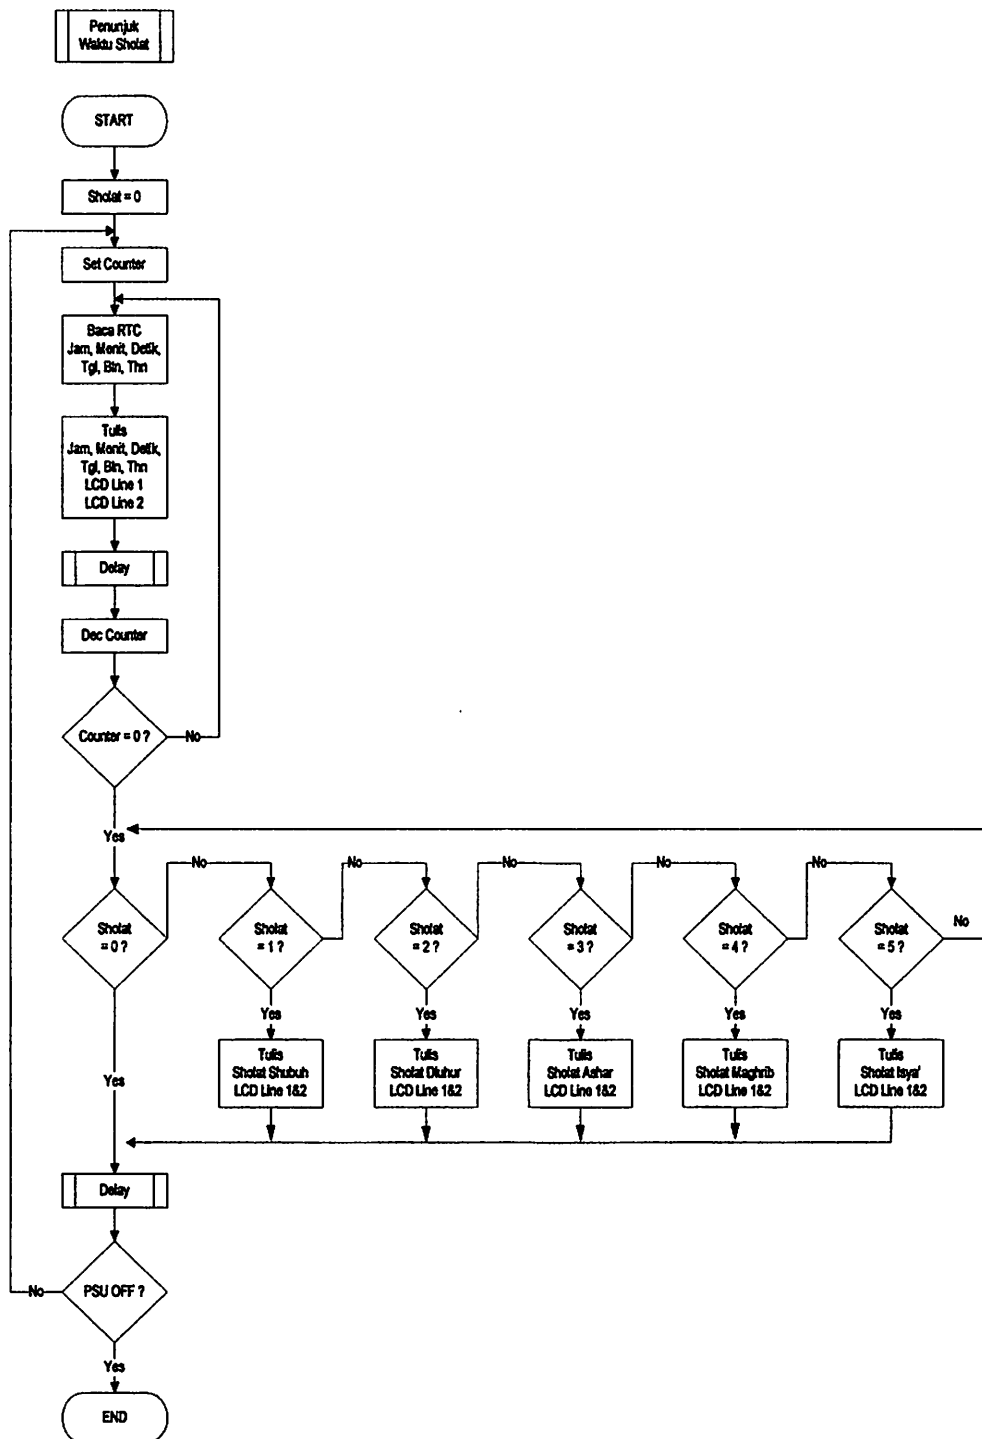 Penunjuk
Waktu Sholat
START
Sholat = 0
Set Counter
Baca RTC
Jam, Menit, Detik,
Tgl, Bln, Thn
Tulis
Jam, Menit, Detik,
Tgl, Bln, Thn
LCD Line 1
LCD Line 2
Delay
Dec Counter
Counter = 0 ?
No
Yes
No
No
No
No
No
Sholat
= 0 ?
Sholat
= 1 ?
Sholat
= 2 ?
Sholat
= 3 ?
Sholat
= 4 ?
Sholat
= 5 ?
No
Yes
Yes
Yes
Yes
Yes
Tulis
Sholat Shubuh
LCD Line 1&2
Tulis
Sholat Dluhur
LCD Line 1&2
Tulis
Sholat Ashar
LCD Line 1&2
Tulis
Sholat Maghrib
LCD Line 1&2
Tulis
Sholat Isya'
LCD Line 1&2
Yes
Delay
No
PSU OFF ?
Yes
END